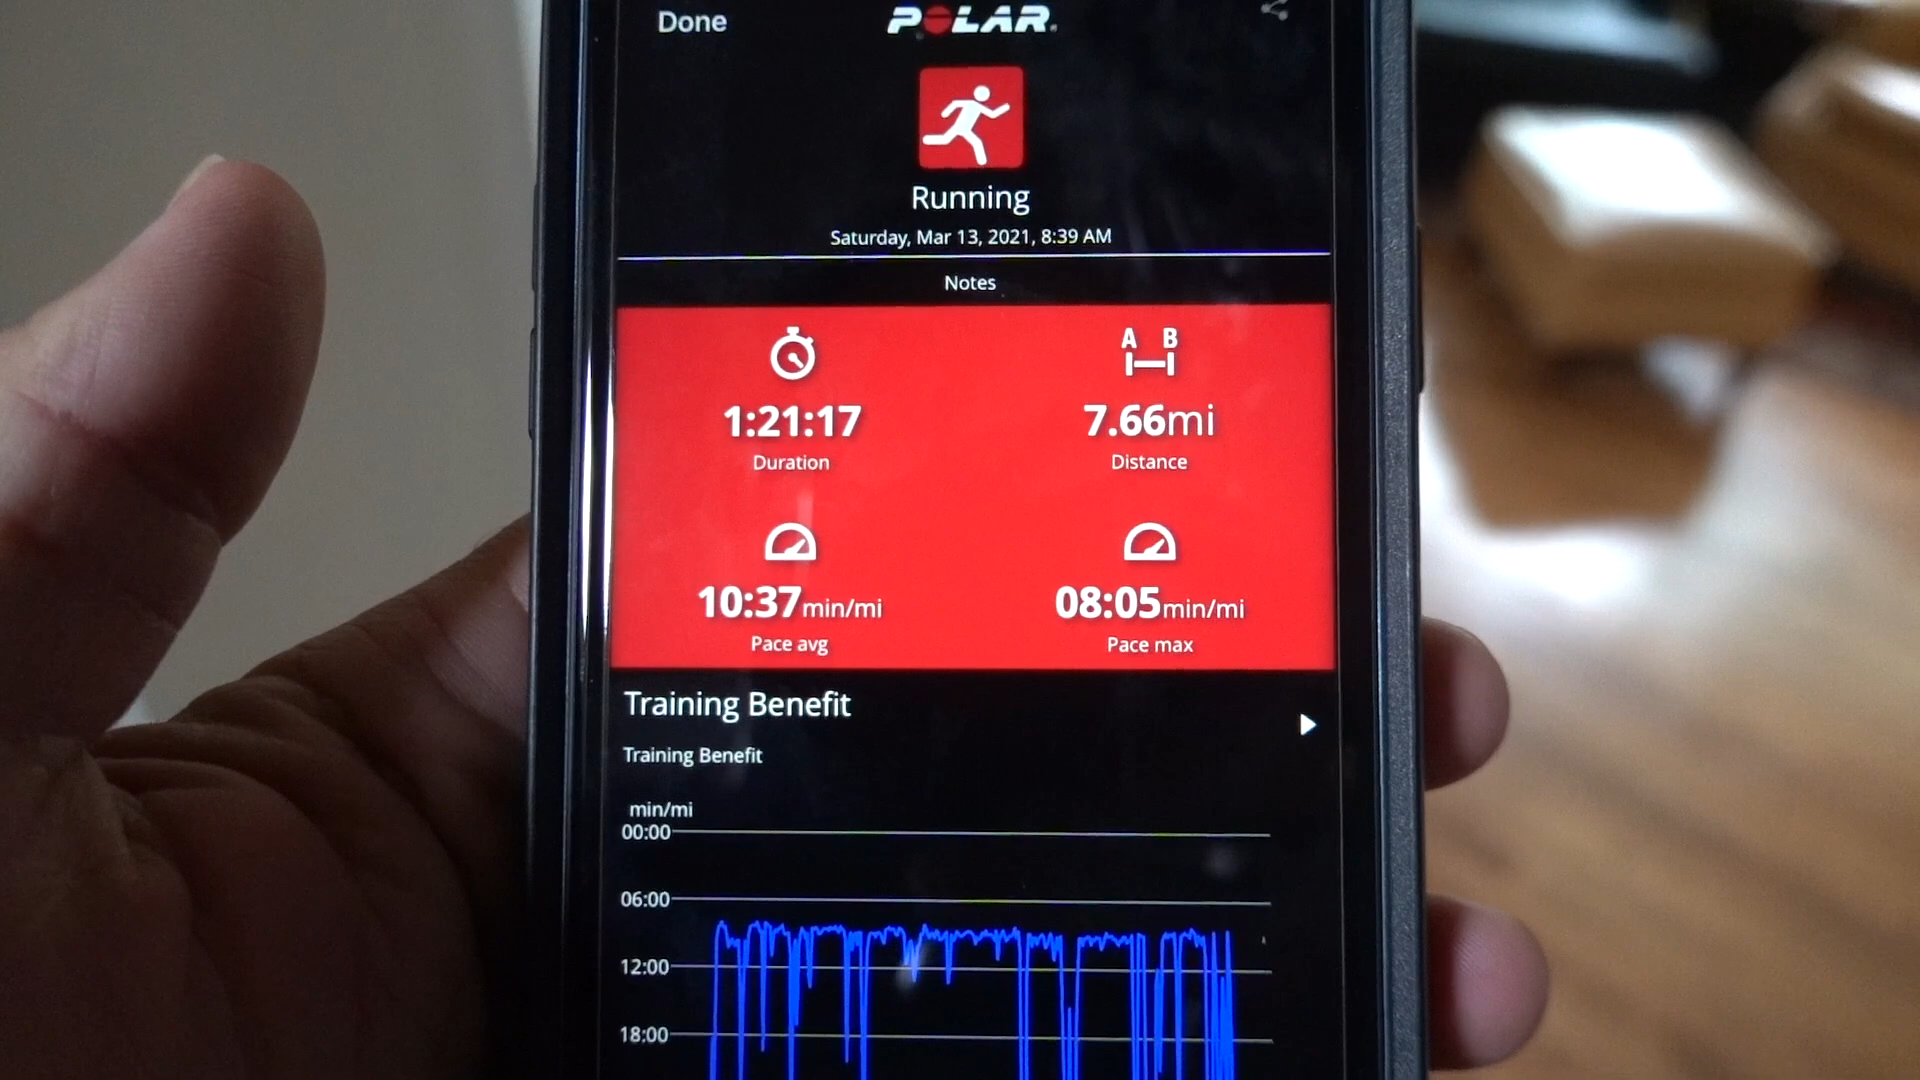 Done POLAR
Running
Saturday, Mar 13, 2021, 8:39 AM
Notes
A B
1:21:17 7.66mi
Duration Distance
10:37min/mi 08:05min/mi
Pace avg Pace max
Training Benefit
Training Benefit
min/mi
00:00
06:00
12:00
18:00